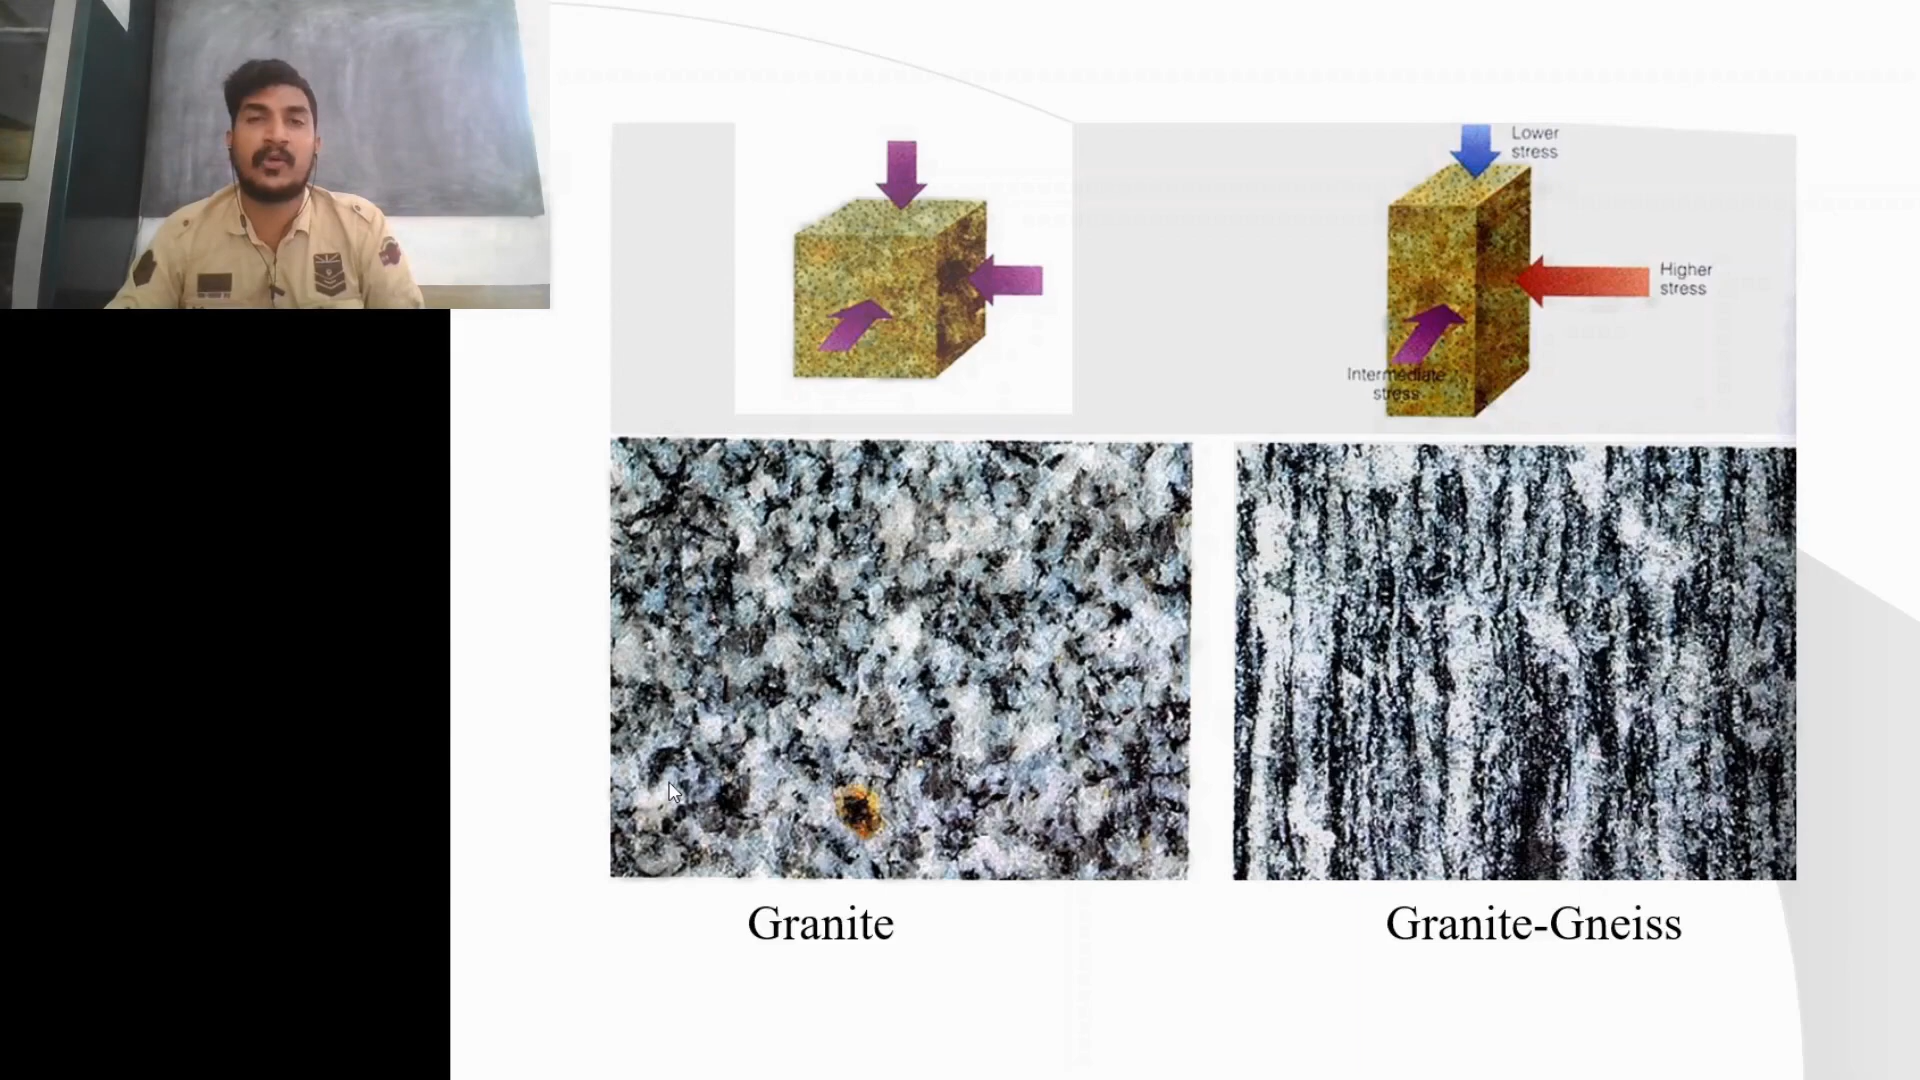 Lower
stress
Higher
stress
Intermediate
stress
Granite
Granite-Gneiss